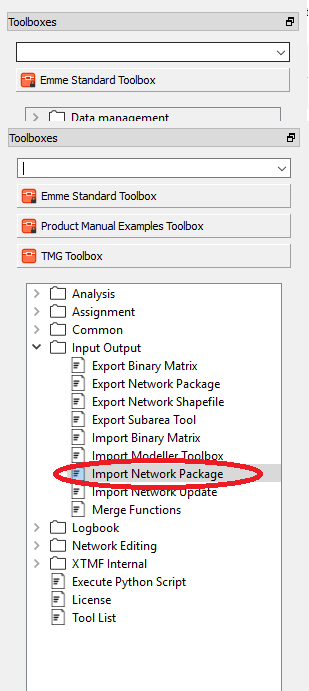 Toolboxes
Emme Standard Toolbox
Data management
Toolboxes
Emme Standard Toolbox
Product Manual Examples Toolbox
TMG Toolbox
Analysis
Assignment
Common
Input Output
Export Binary Matrix
Export Network Package
Export Network Shapefile
Export Subarea Tool
Import Binary Matrix
Import Modeller Toolbox
Import Network Package
Import Network Update
Merge Functions
Logbook
Network Editing
XTMF Internal
Execute Python Script
License
Tool List